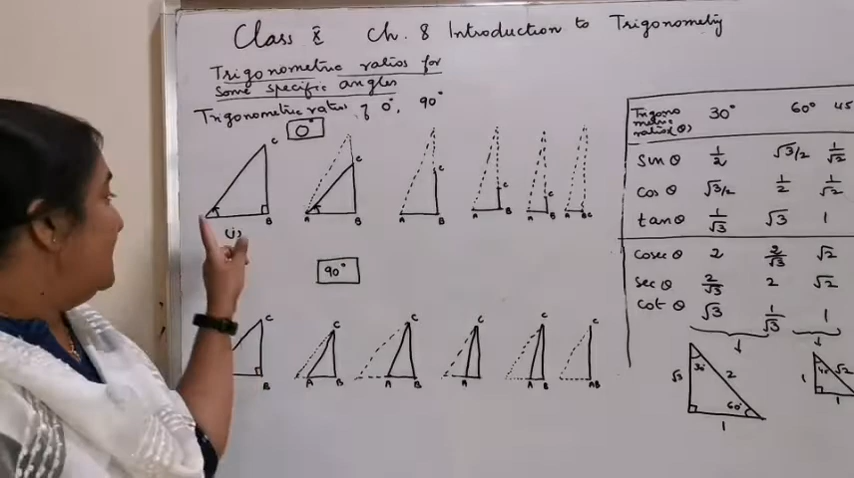 Class X Ch. 8 Introduction to Trigonometry
Trigonometric ratios for
some specific angles
Trigonometric ratios of 0°, 90°
0°
C
A B
(i)
C
A B
C
A B
C
A B
C
A B
A BC
90°
C
B
C
A B
C
A B
C
A B
C
A B
C
AB
Trigono
metric
ratios(θ) 30° 60° 45
sin θ 1/2 √3/2 1/√2
cos θ √3/2 1/2 1/√2
tan θ 1/√3 √3 1
cosec θ 2 2/√3 √2
sec θ 2/√3 2 √2
cot θ √3 1/√3 1
√3 30° 2 60° 1
1 √2 1